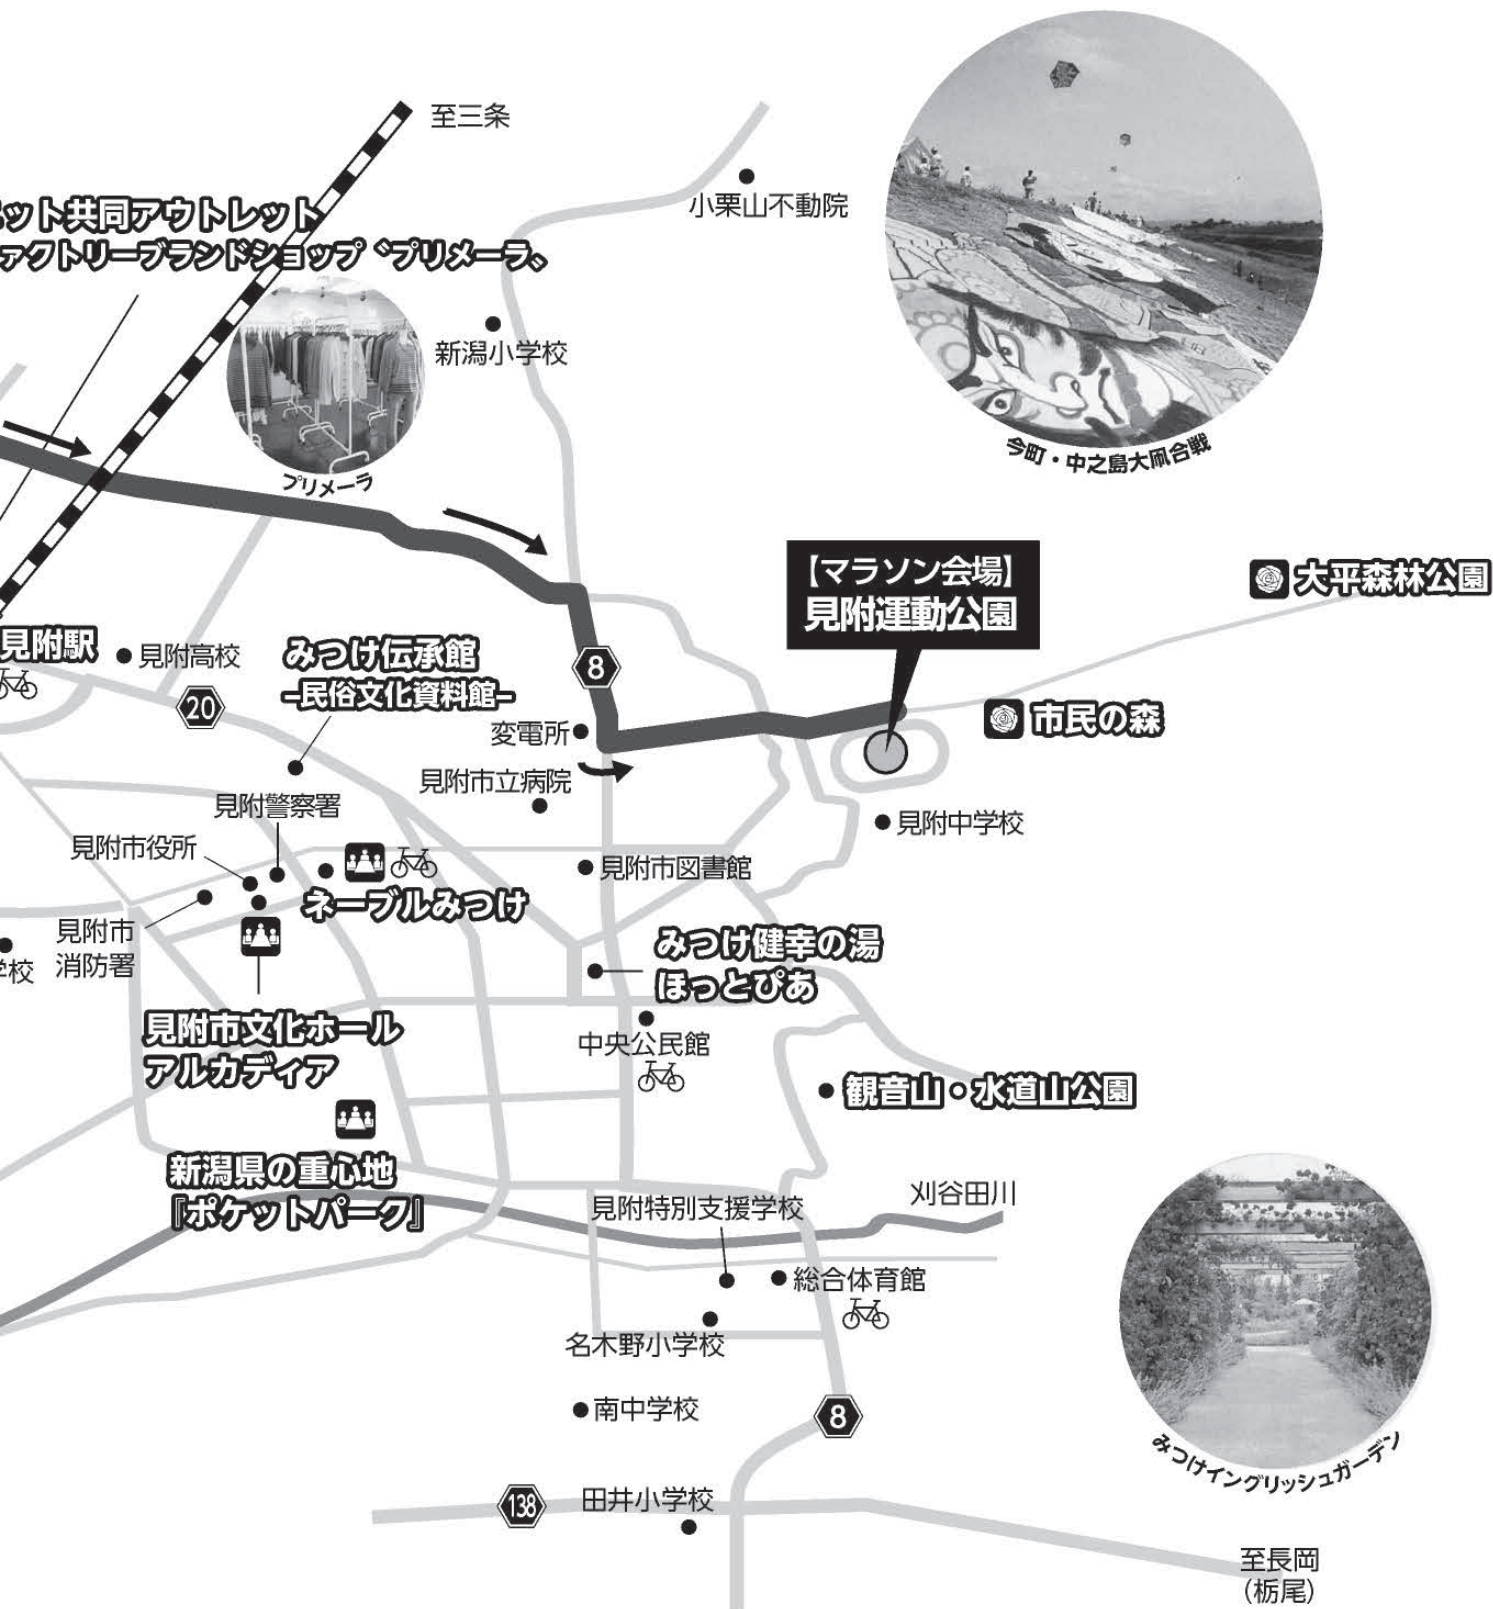 至三条
小栗山不動院
ット共同アウトレット
ァクトリーブランドショップ〝プリメーラ〟
新潟小学校
プリメーラ
今町・中之島大凧合戦
【マラソン会場】
見附運動公園
大平森林公園
市民の森
見附駅
見附高校
20
みつけ伝承館
-民俗文化資料館-
8
変電所
見附市立病院
見附警察署
見附市役所
見附中学校
見附市図書館
ネーブルみつけ
見附市
消防署
学校
みつけ健幸の湯
ほっとぴあ
見附市文化ホール
アルカディア
中央公民館
観音山・水道山公園
新潟県の重心地
『ポケットパーク』
見附特別支援学校
刈谷田川
総合体育館
名木野小学校
南中学校
8
みつけイングリッシュガーデン
138
田井小学校
至長岡
(栃尾)